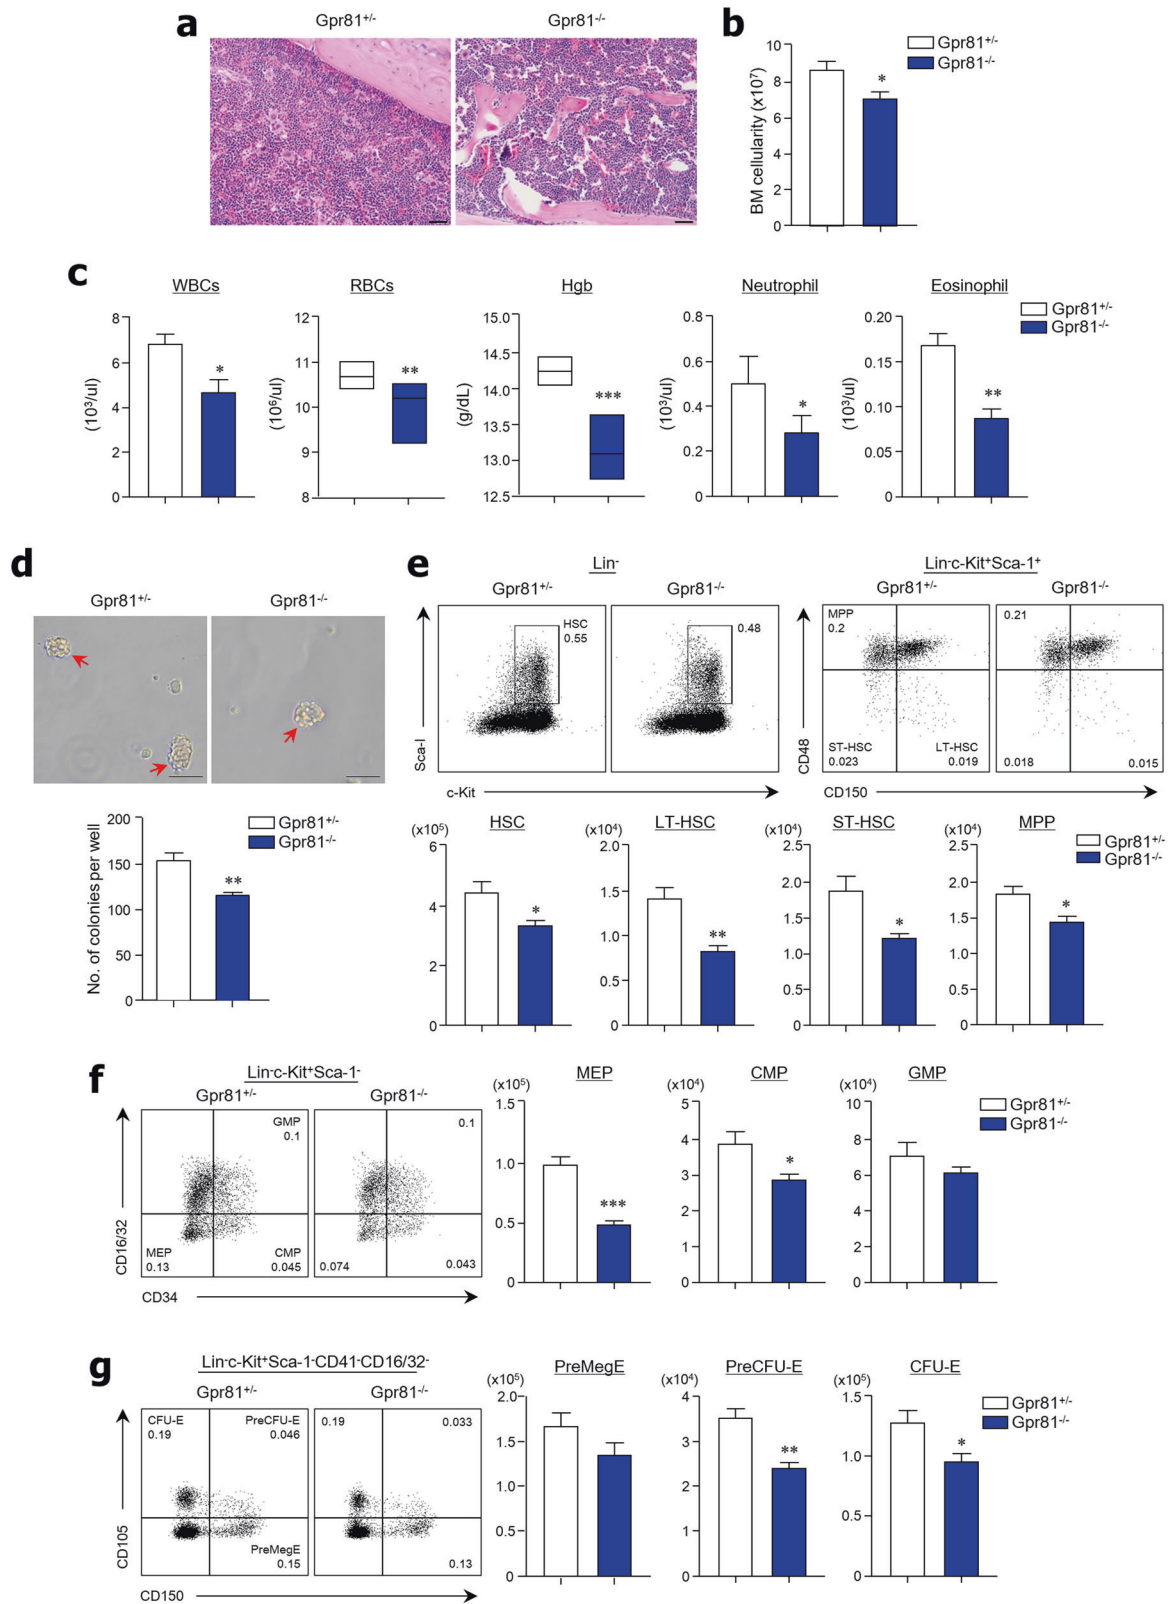 a
Gpr81+/-
Gpr81-/-
b
Gpr81+/-
Gpr81-/-
BM cellularity (x10⁷)
10
8
6
4
2
0
*
c
WBCs
RBCs
Hgb
Neutrophil
Eosinophil
Gpr81+/-
Gpr81-/-
(10³/ul)
8
6
4
2
0
*
(10⁶/ul)
12
11
10
9
8
**
(g/dL)
15.0
14.5
14.0
13.5
13.0
12.5
***
(10³/ul)
0.8
0.6
0.4
0.2
0
*
(10³/ul)
0.20
0.15
0.10
0.05
0
**
d
Gpr81+/-
Gpr81-/-
No. of colonies per well
200
150
100
50
0
Gpr81+/-
Gpr81-/-
**
e
Lin-
Gpr81+/-
Gpr81-/-
HSC
0.55
0.48
Sca-I
c-Kit
Lin-c-Kit+Sca-1+
Gpr81+/-
Gpr81-/-
MPP
0.2
0.21
ST-HSC
0.023
LT-HSC
0.019
0.018
0.015
CD48
CD150
HSC
(x10⁵)
6
4
2
0
*
LT-HSC
(x10⁴)
2.0
1.5
1.0
0.5
0
**
ST-HSC
(x10⁴)
2.5
2.0
1.5
1.0
0.5
0
*
MPP
(x10⁴)
2.5
2.0
1.5
1.0
0.5
0
*
Gpr81+/-
Gpr81-/-
f
Lin-c-Kit+Sca-1-
Gpr81+/-
Gpr81-/-
GMP
0.1
0.1
MEP
0.13
CMP
0.045
0.074
0.043
CD16/32
CD34
MEP
(x10⁵)
1.5
1.0
0.5
0
***
CMP
(x10⁴)
5
4
3
2
1
0
*
GMP
(x10⁴)
10
8
6
4
2
0
Gpr81+/-
Gpr81-/-
g
Lin-c-Kit+Sca-1-CD41-CD16/32-
Gpr81+/-
Gpr81-/-
CFU-E
0.19
PreCFU-E
0.046
0.19
0.033
PreMegE
0.15
0.13
CD105
CD150
PreMegE
(x10⁵)
2.0
1.5
1.0
0.5
0
PreCFU-E
(x10⁴)
4
3
2
1
0
**
CFU-E
(x10⁵)
1.5
1.0
0.5
0
*
Gpr81+/-
Gpr81-/-